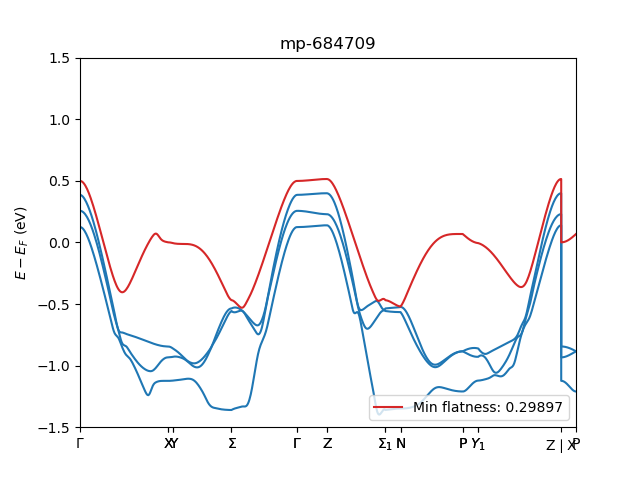 mp-684709
E − E_F (eV)
1.5
1.0
0.5
0.0
−0.5
−1.0
−1.5
Γ X Y Σ Γ Z Σ₁ N P Y₁ Z | X P
Min flatness: 0.29897